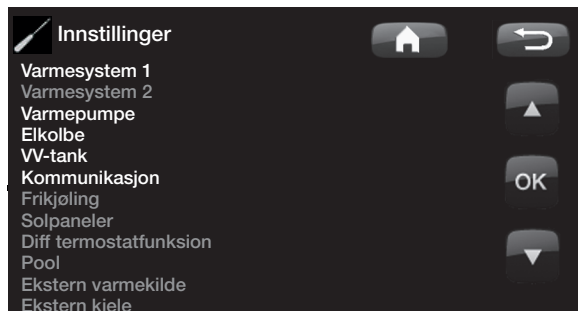 Innstillinger
Varmesystem 1
Varmesystem 2
Varmepumpe
Elkolbe
VV-tank
Kommunikasjon
OK
Frikjøling
Solpaneler
Diff termostatfunksion
Pool
Ekstern varmekilde
Ekstern kjele